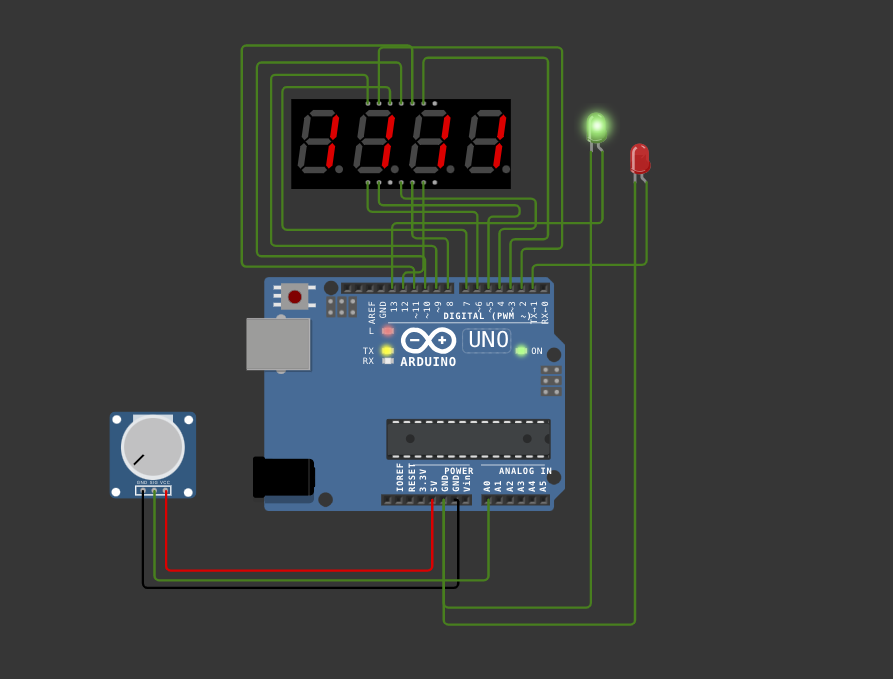 AREF
GND
13
12
~11
~10
~9
8
7
~6
~5
4
~3
2
TX→1
RX←0
DIGITAL (PWM ~)
L
TX
RX
UNO
ON
ARDUINO
IOREF
RESET
3.3V
5V
GND
GND
Vin
POWER
ANALOG IN
A0
A1
A2
A3
A4
A5
GND SIG VCC